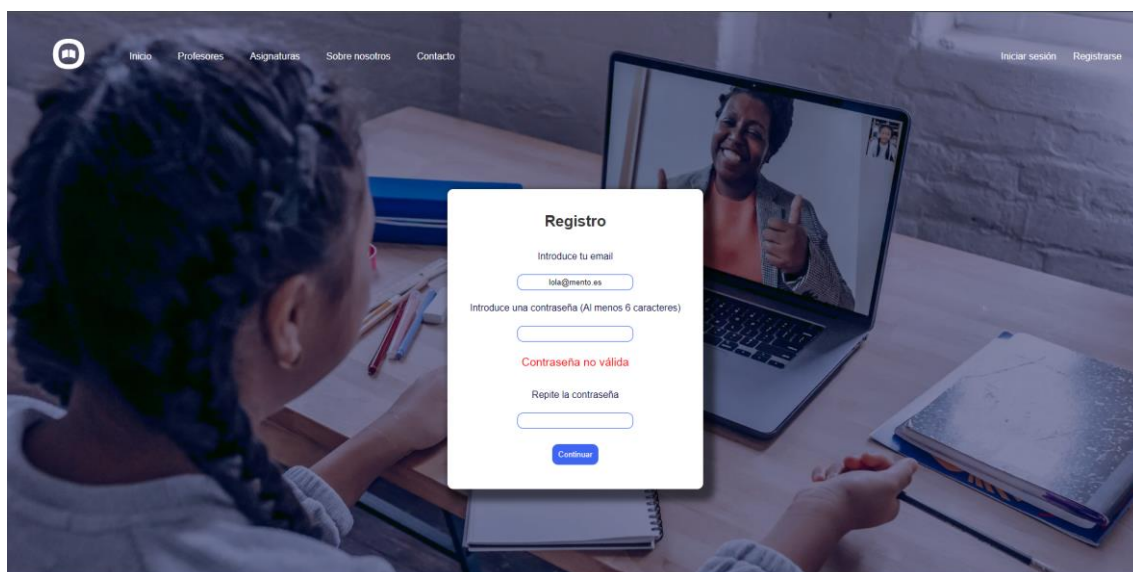 Inicio Profesores Asignaturas Sobre nosotros Contacto Iniciar sesión Registrarse
Registro
Introduce tu email
lola@mento.es
Introduce una contraseña (Al menos 6 caracteres)
Contraseña no válida
Repite la contraseña
Continuar